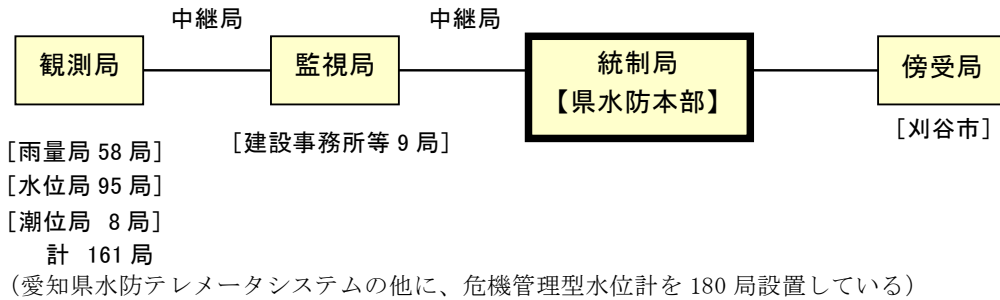 中継局 中継局
観測局 監視局 統制局 傍受局
【県水防本部】
[建設事務所等 9 局] [刈谷市]
[雨量局 58 局]
[水位局 95 局]
[潮位局 8 局]
計 161 局
(愛知県水防テレメータシステムの他に、危機管理型水位計を 180 局設置している)